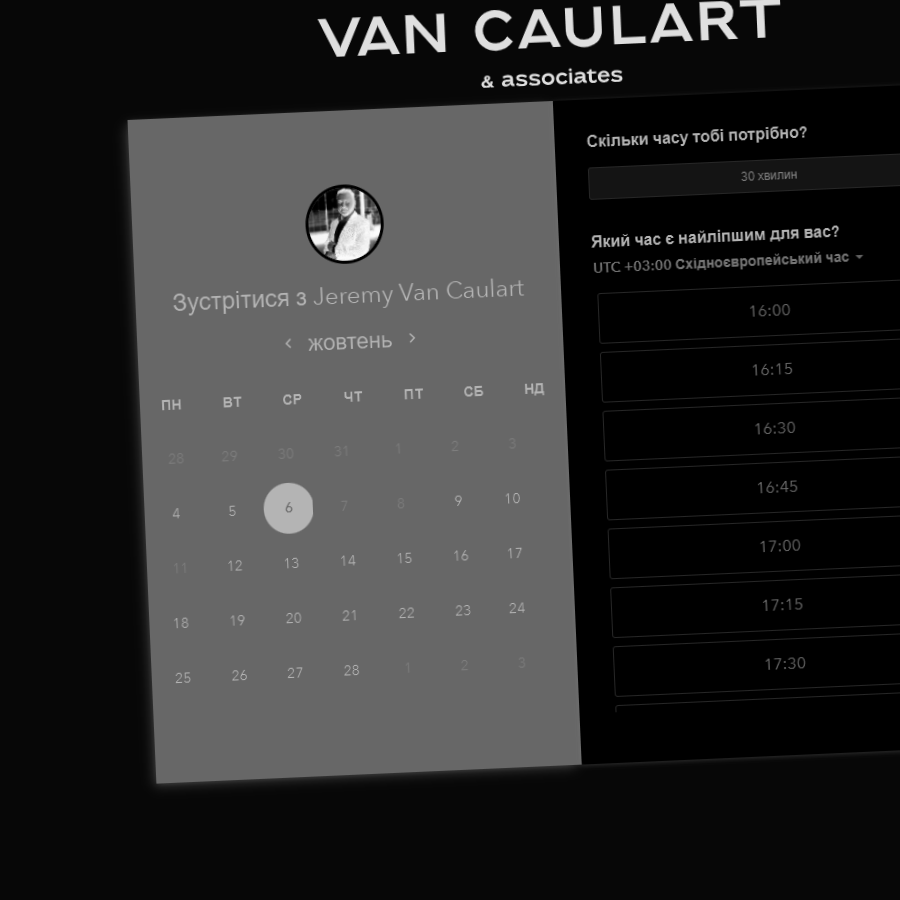 VAN CAULART
& associates
Зустрітися з Jeremy Van Caulart
жовтень
ПН ВТ СР ЧТ ПТ СБ НД
28 29 30 31 1 2 3
4 5 6 7 8 9 10
11 12 13 14 15 16 17
18 19 20 21 22 23 24
25 26 27 28 1 2 3
Скільки часу тобі потрібно?
30 хвилин
Який час є найліпшим для вас?
UTC +03:00 Східноєвропейський час
16:00
16:15
16:30
16:45
17:00
17:15
17:30